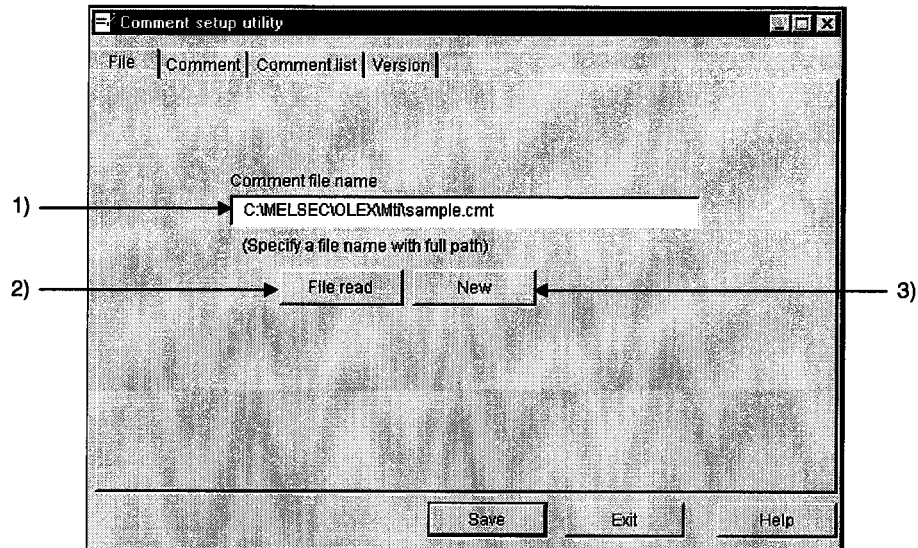 Comment setup utility
File Comment Comment list Version
Comment file name
1)
C:\MELSEC\OLEX\Mti\sample.cmt
(Specify a file name with full path)
2) File read New 3)
Save Exit Help